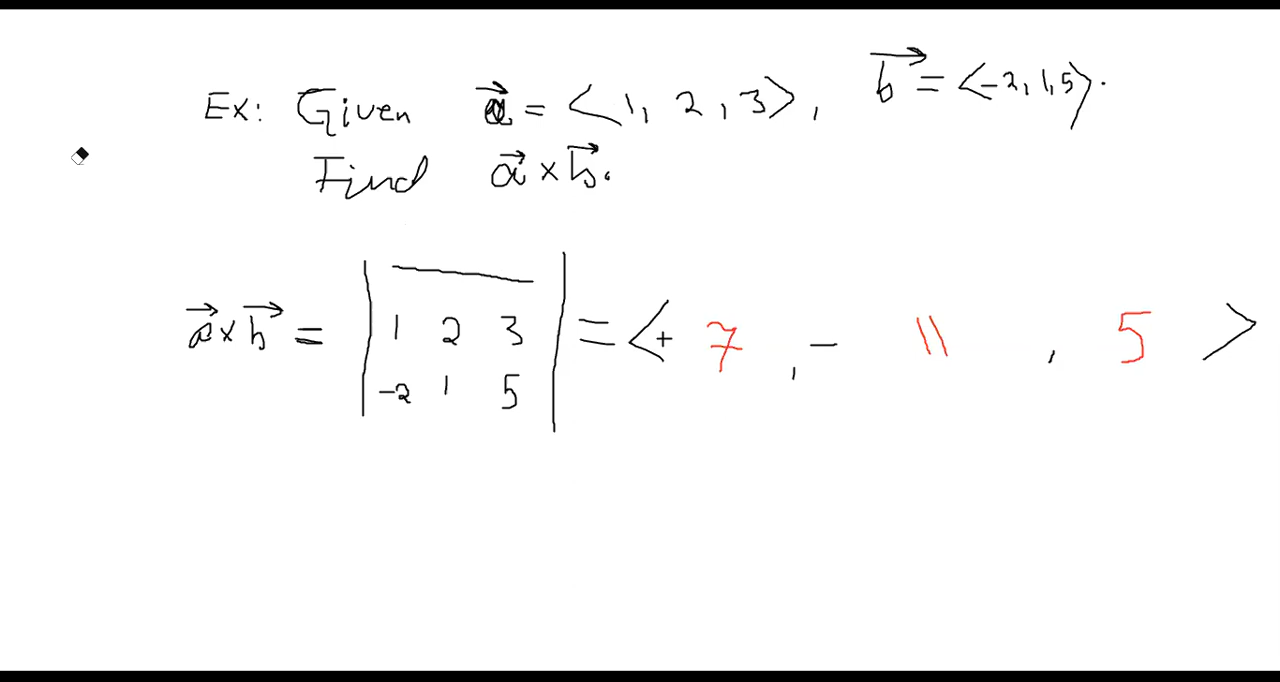 Ex: Given a⃗ = <1, 2, 3>, b⃗ = <-2, 1, 5>.
Find a⃗ × b⃗.
a⃗ × b⃗ = | 1 2 3 | = <+ 7, - 11, 5>
-2 1 5